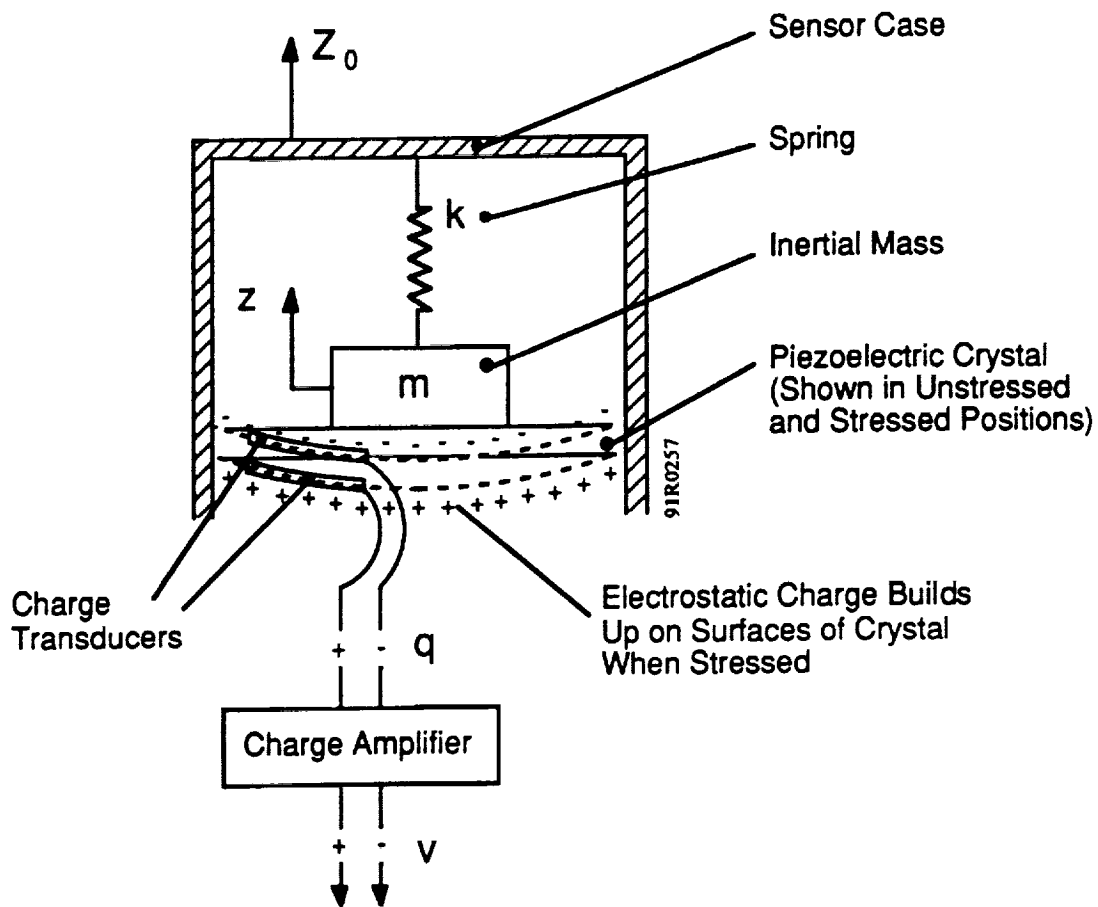 Z0
Sensor Case
k
Spring
Inertial Mass
z
m
Piezoelectric Crystal
(Shown in Unstressed
and Stressed Positions)
91R0257
Charge
Transducers
Electrostatic Charge Builds
Up on Surfaces of Crystal
When Stressed
+ - q
Charge Amplifier
+ - v